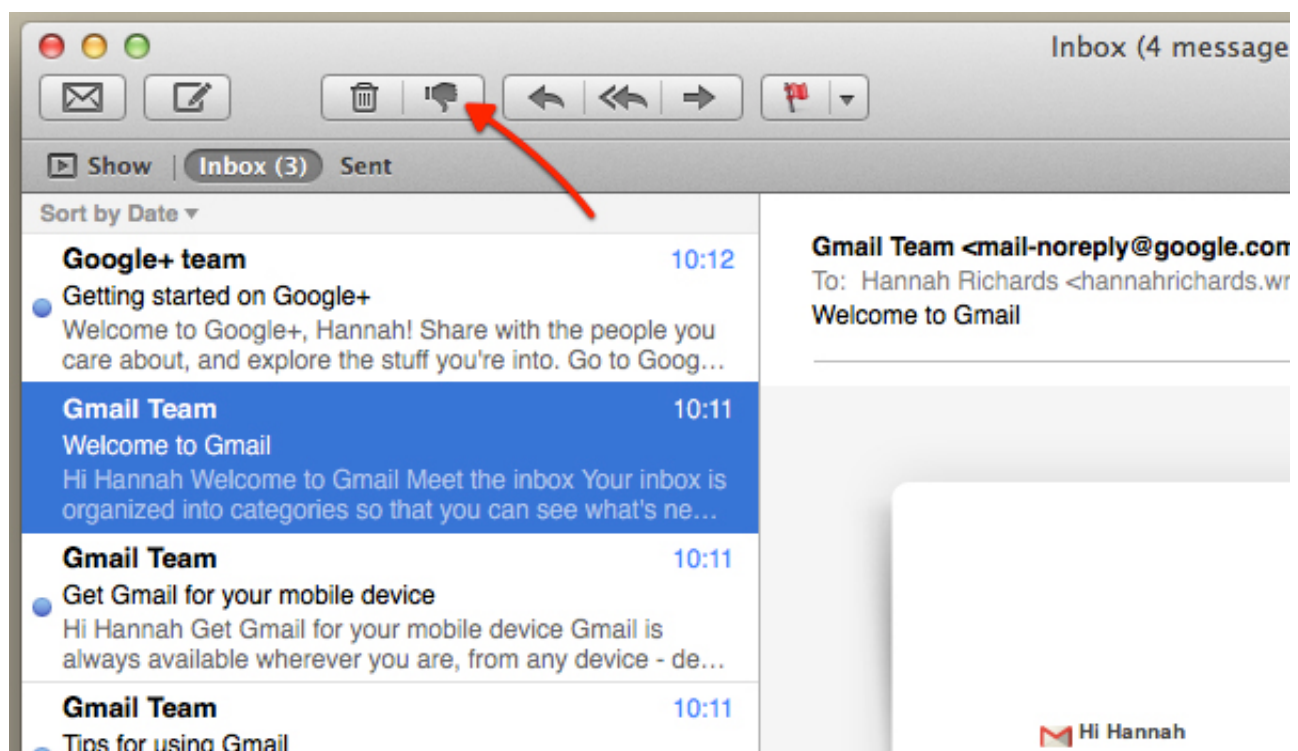 Inbox (4 message
Show
Inbox (3)
Sent
Sort by Date
Google+ team 10:12
Getting started on Google+
Welcome to Google+, Hannah! Share with the people you
care about, and explore the stuff you're into. Go to Goog...
Gmail Team 10:11
Welcome to Gmail
Hi Hannah Welcome to Gmail Meet the inbox Your inbox is
organized into categories so that you can see what's ne...
Gmail Team 10:11
Get Gmail for your mobile device
Hi Hannah Get Gmail for your mobile device Gmail is
always available wherever you are, from any device - de...
Gmail Team 10:11
Tips for using Gmail
Gmail Team <mail-noreply@google.com
To: Hannah Richards <hannahrichards.wr
Welcome to Gmail
Hi Hannah